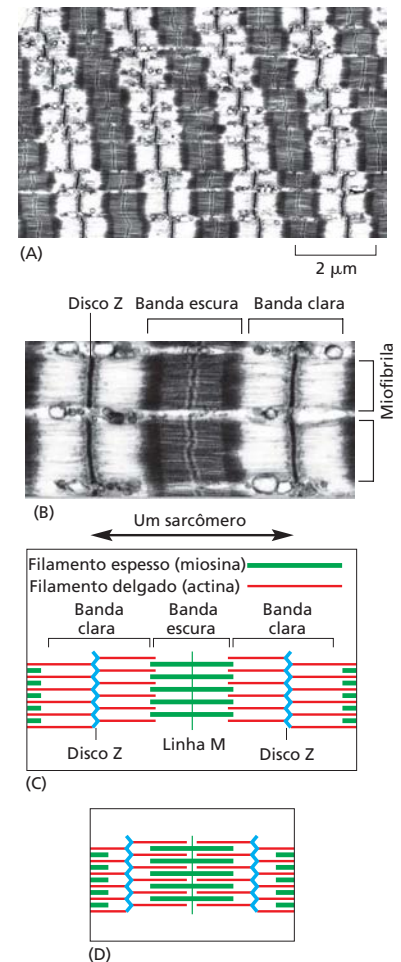 (A)
2 μm
Disco Z Banda escura Banda clara
Miofibrila
(B)
Um sarcômero
Filamento espesso (miosina)
Filamento delgado (actina)
Banda clara
Banda escura
Banda clara
Linha M
Disco Z
Disco Z
(C)
(D)